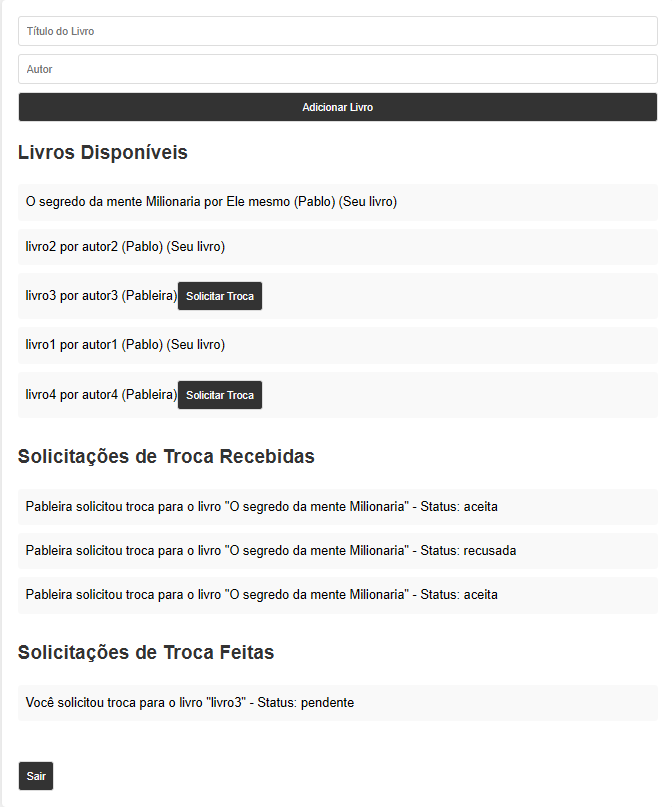 Título do Livro
Autor
Adicionar Livro
Livros Disponíveis
O segredo da mente Milionaria por Ele mesmo (Pablo) (Seu livro)
livro2 por autor2 (Pablo) (Seu livro)
livro3 por autor3 (Pableira) Solicitar Troca
livro1 por autor1 (Pablo) (Seu livro)
livro4 por autor4 (Pableira) Solicitar Troca
Solicitações de Troca Recebidas
Pableira solicitou troca para o livro "O segredo da mente Milionaria" - Status: aceita
Pableira solicitou troca para o livro "O segredo da mente Milionaria" - Status: recusada
Pableira solicitou troca para o livro "O segredo da mente Milionaria" - Status: aceita
Solicitações de Troca Feitas
Você solicitou troca para o livro "livro3" - Status: pendente
Sair